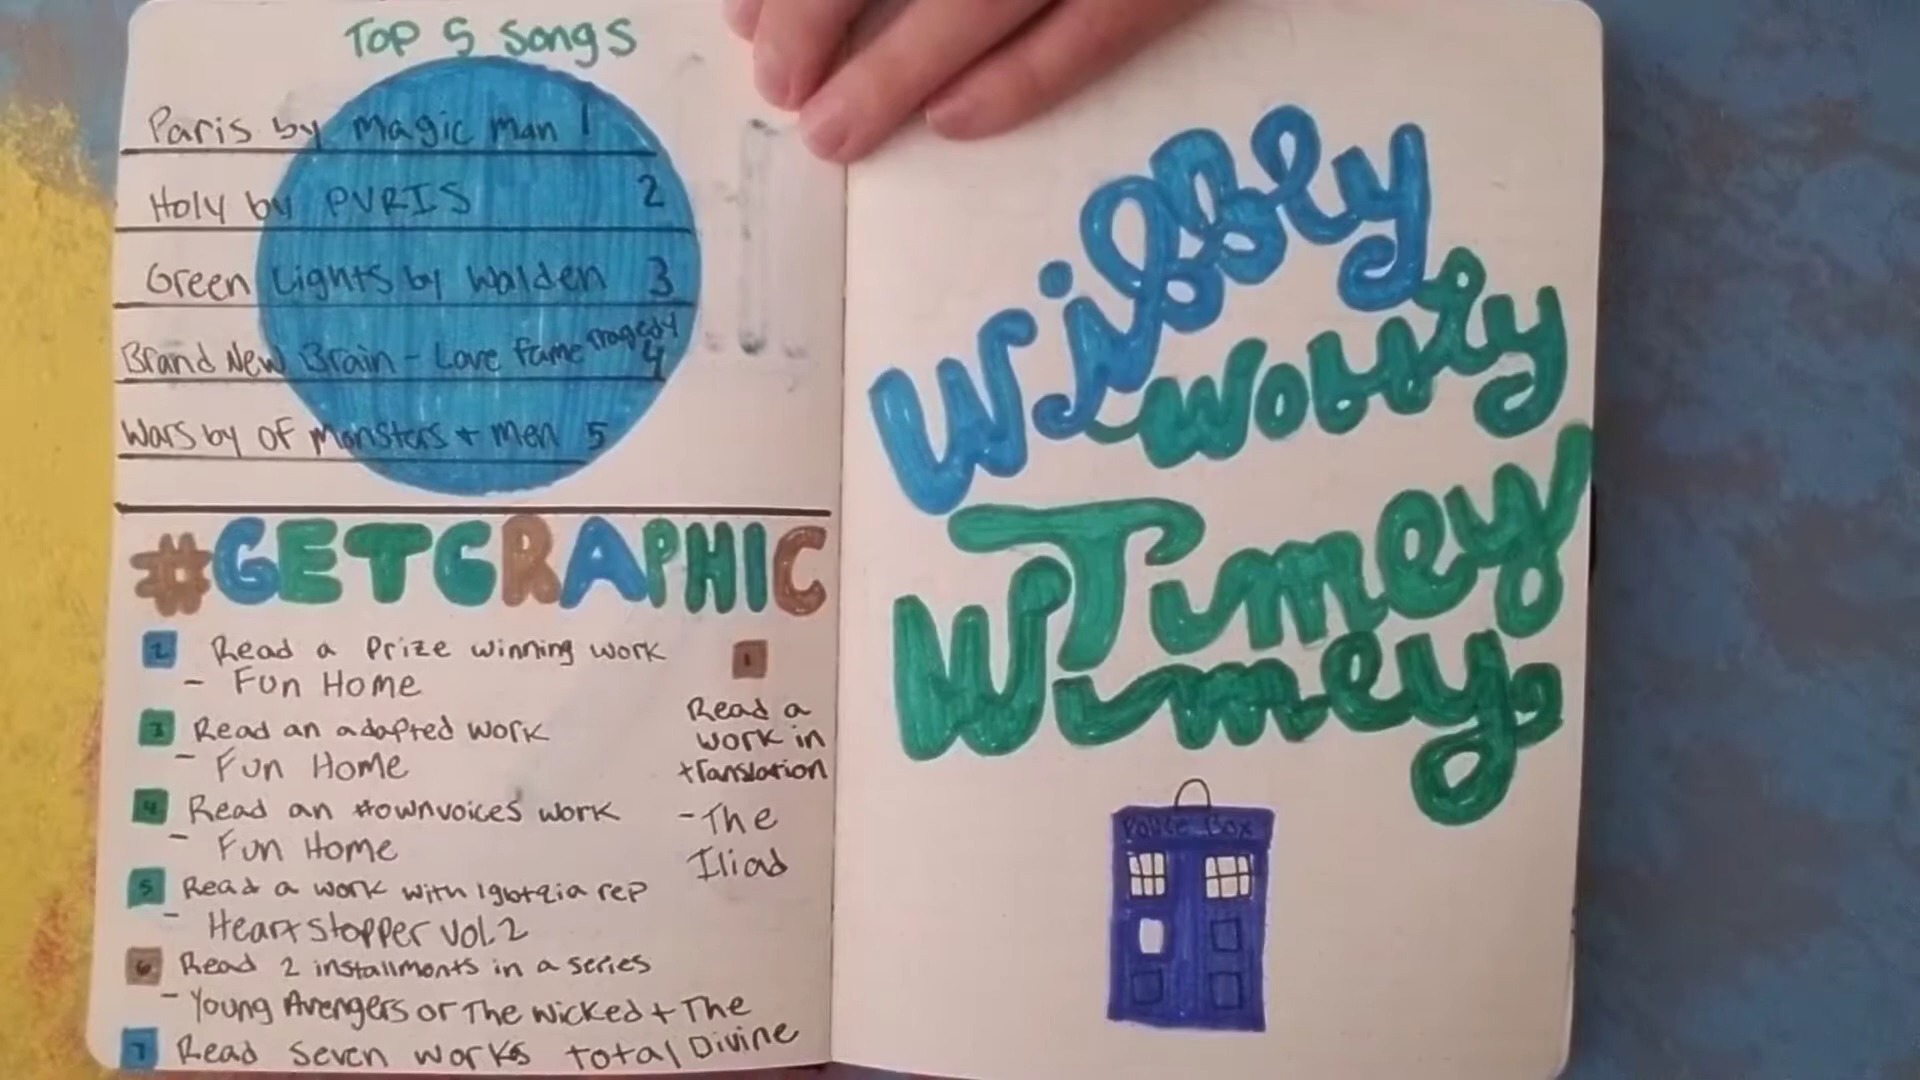 Top 5 Songs
Paris by Magic Man 1
Holy by PVRIS 2
Green Lights by Walden 3
Brand New Brain - Love Fame Tragedy 4
Wars by Of Monsters + Men 5
#GETGRAPHIC
2 Read a Prize winning work
- Fun Home
3 Read an adapted work
- Fun Home
4 Read an #ownvoices work
- Fun Home
5 Read a work with lgbtqia rep
- Heartstopper Vol. 2
6 Read 2 installments in a series
- Young Avengers or The Wicked + The Divine
7 Read seven works total
1
Read a
work in
translation
- The
Iliad
Wibbly
Wobbly
Timey
Wimey
Police Box